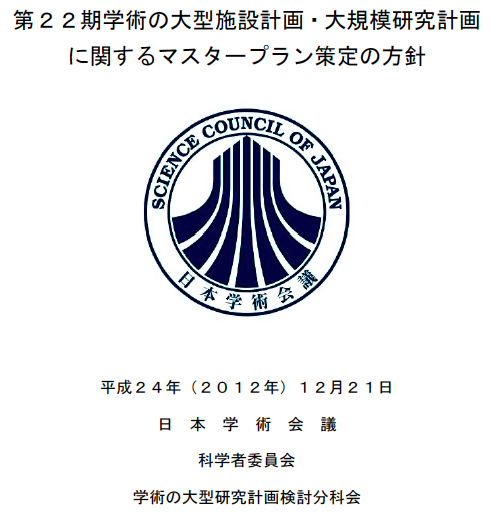 第２２期学術の大型施設計画・大規模研究計画
に関するマスタープラン策定の方針
SCIENCE COUNCIL OF JAPAN
日本学術会議
平成２４年（２０１２年）１２月２１日
日　本　学　術　会　議
科学者委員会
学術の大型研究計画検討分科会